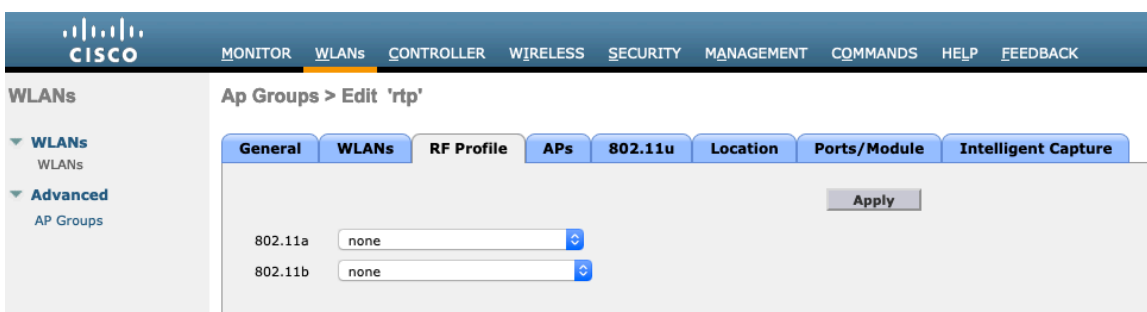 CISCO
MONITOR WLANs CONTROLLER WIRELESS SECURITY MANAGEMENT COMMANDS HELP FEEDBACK
WLANs
Ap Groups > Edit 'rtp'
WLANs
WLANs
Advanced
AP Groups
General WLANs RF Profile APs 802.11u Location Ports/Module Intelligent Capture
Apply
802.11a none
802.11b none